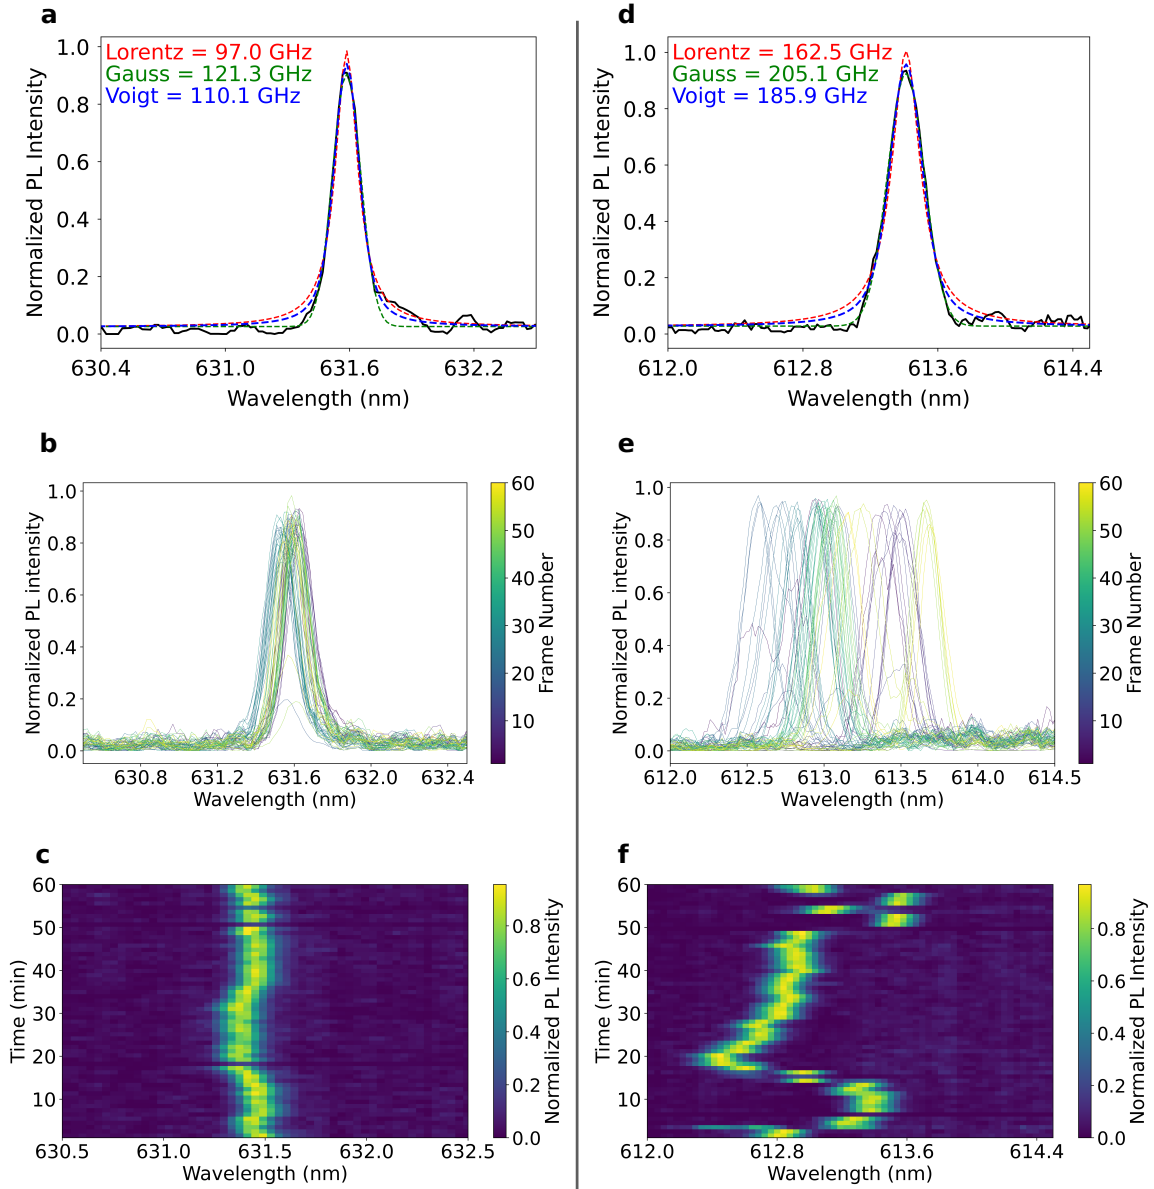 a
Lorentz = 97.0 GHz
Gauss = 121.3 GHz
Voigt = 110.1 GHz
Normalized PL Intensity
1.0
0.8
0.6
0.4
0.2
0.0
630.4 631.0 631.6 632.2
Wavelength (nm)
d
Lorentz = 162.5 GHz
Gauss = 205.1 GHz
Voigt = 185.9 GHz
Normalized PL Intensity
1.0
0.8
0.6
0.4
0.2
0.0
612.0 612.8 613.6 614.4
Wavelength (nm)
b
Normalized PL intensity
1.0
0.8
0.6
0.4
0.2
0.0
630.8 631.2 631.6 632.0 632.4
Wavelength (nm)
60
50
40
30
20
10
Frame Number
e
Normalized PL intensity
1.0
0.8
0.6
0.4
0.2
0.0
612.0 612.5 613.0 613.5 614.0 614.5
Wavelength (nm)
60
50
40
30
20
10
Frame Number
c
Time (min)
60
50
40
30
20
10
630.5 631.0 631.5 632.0 632.5
Wavelength (nm)
0.8
0.6
0.4
0.2
0.0
Normalized PL Intensity
f
Time (min)
60
50
40
30
20
10
612.0 612.8 613.6 614.4
Wavelength (nm)
0.8
0.6
0.4
0.2
0.0
Normalized PL Intensity